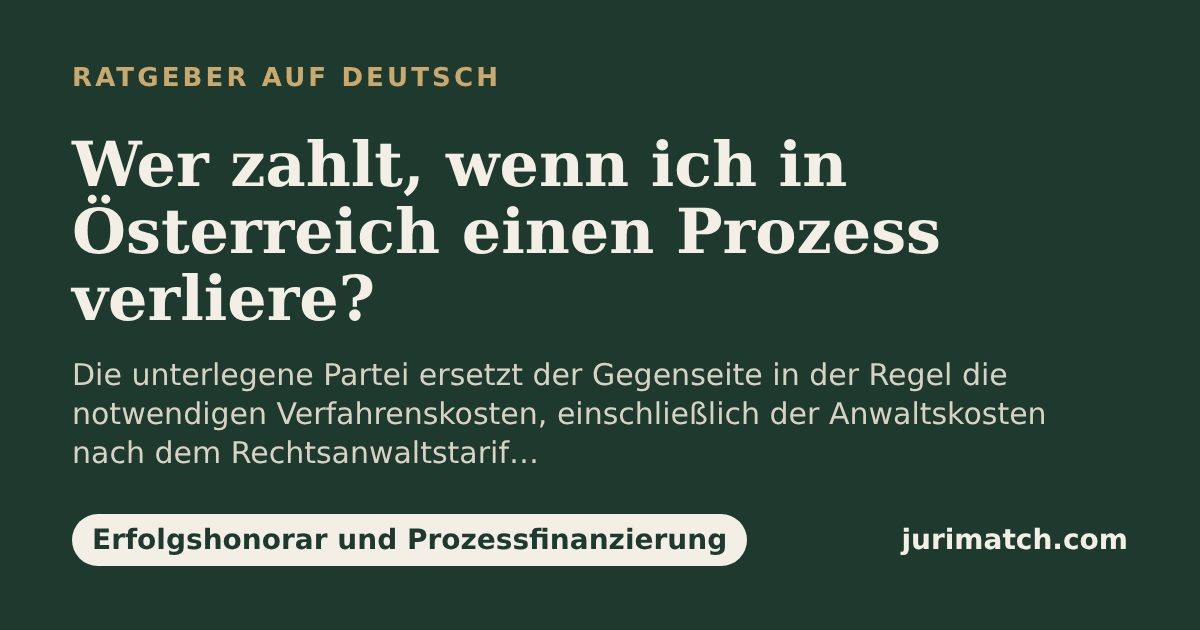 RATGEBER AUF DEUTSCH
Wer zahlt, wenn ich in
Österreich einen Prozess
verliere?
Die unterlegene Partei ersetzt der Gegenseite in der Regel die
notwendigen Verfahrenskosten, einschließlich der Anwaltskosten
nach dem Rechtsanwaltstarif…
Erfolgshonorar und Prozessfinanzierung
jurimatch.com